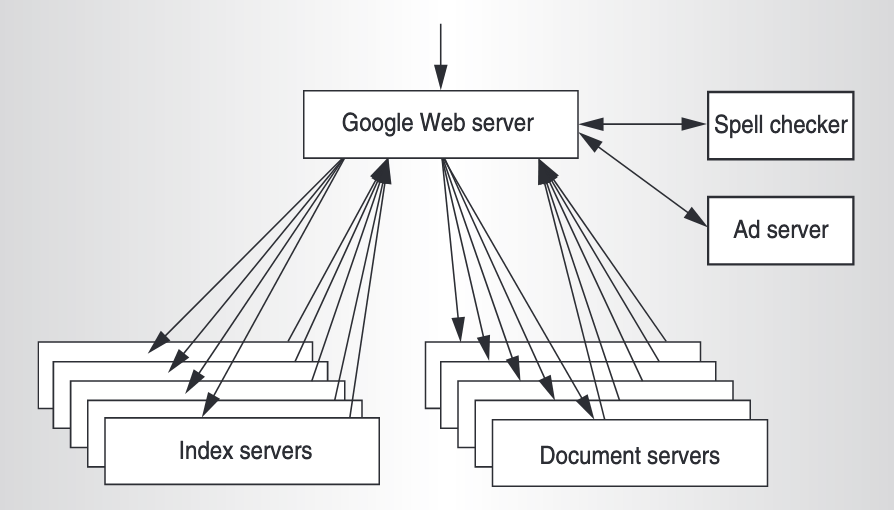 Google Web server
Spell checker
Ad server
Index servers
Document servers